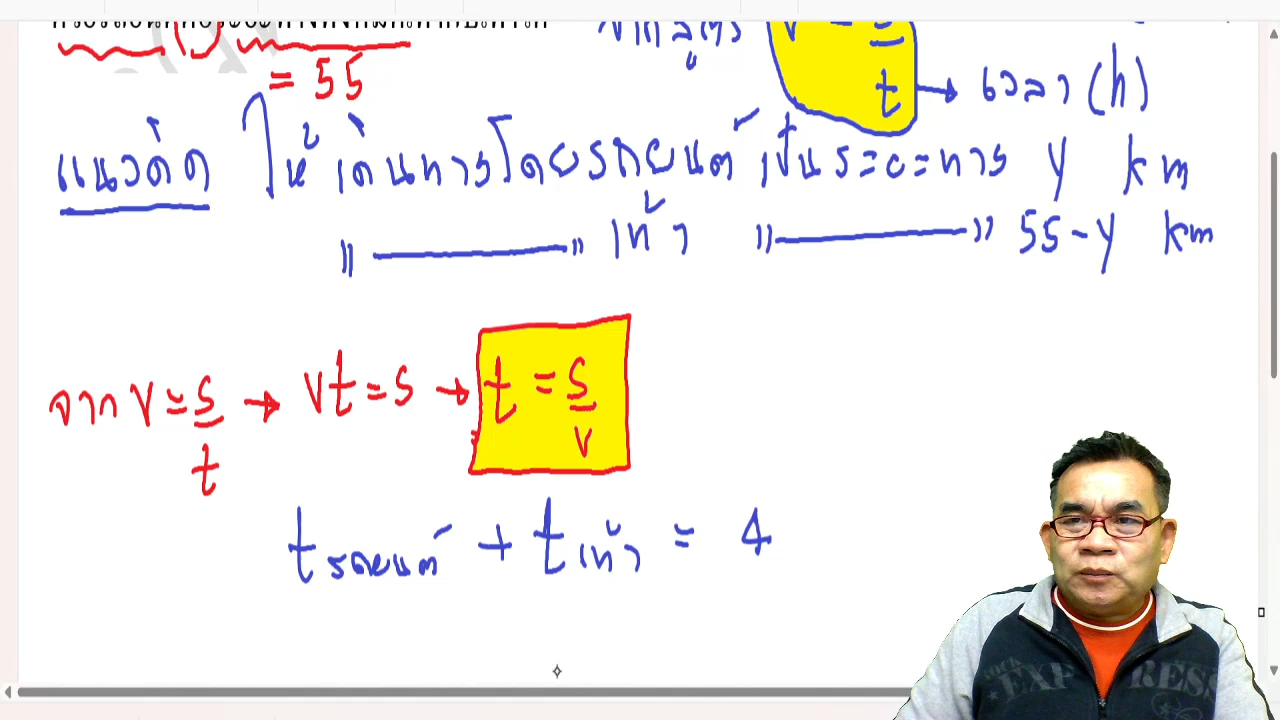 จากสูตร
= 55
t → เวลา (h)
แนวคิด ให้ เดินทางโดยรถยนต์ เป็นระยะทาง y km
" ——— " เท้า " ——— " 55 - y km
จาก v = s/t → vt = s → t = s/v
t รถยนต์ + t เท้า = 4
EXPRESS